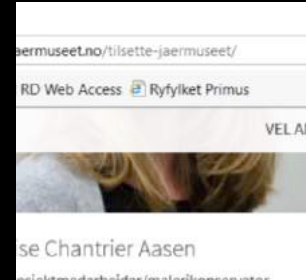 aermuseet.no/tilsette-jaermuseet/
RD Web Access Ryfylket Primus
VEL
se Chantrier Aasen